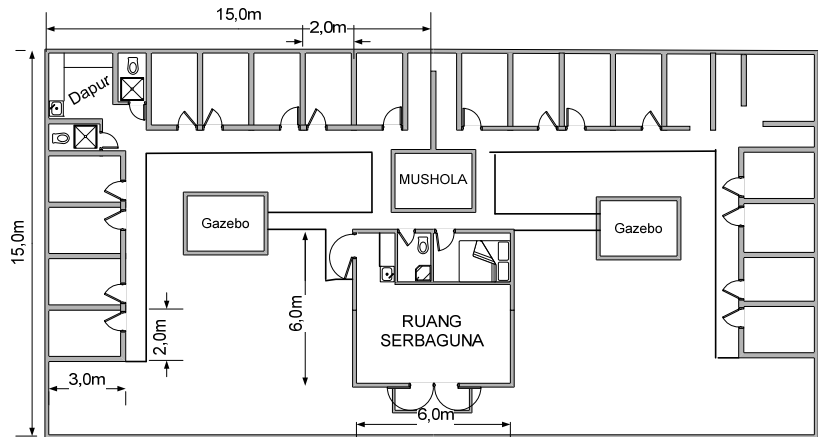 15,0m
2,0m
Dapur
MUSHOLA
Gazebo
Gazebo
15,0m
6,0m
RUANG
SERBAGUNA
2,0m
3,0m
6,0m